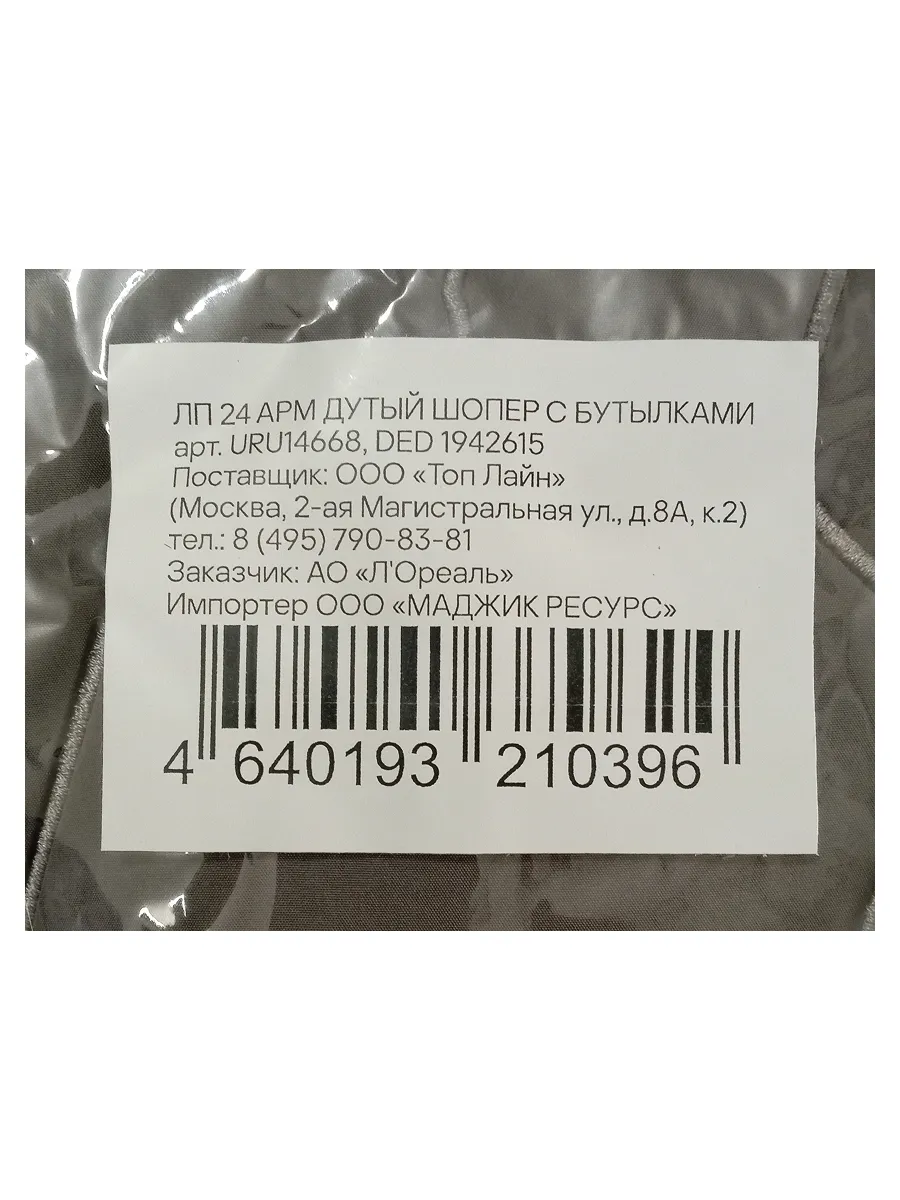 ЛП 24 АРМ ДУТЫЙ ШОПЕР С БУТЫЛКАМИ
арт. URU14668, DED 1942615
Поставщик: ООО «Топ Лайн»
(Москва, 2-ая Магистральная ул., д.8А, к.2)
тел.: 8 (495) 790-83-81
Заказчик: АО «Л'Ореаль»
Импортер ООО «МАДЖИК РЕСУРС»
4 640193 210396